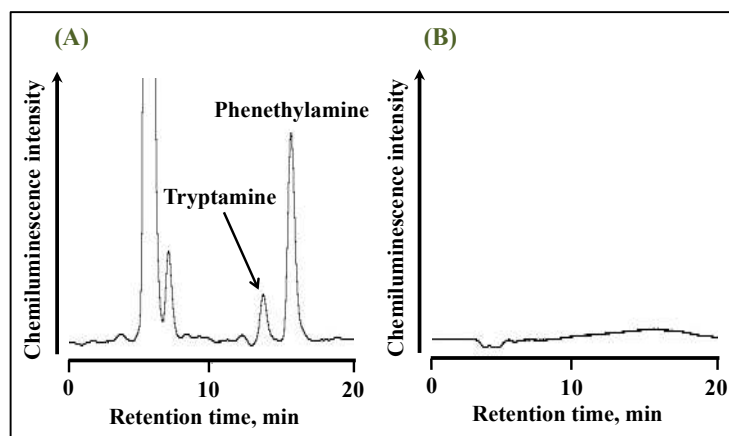 (A)
Chemiluminescence intensity
Phenethylamine
Tryptamine
0 10 20
Retention time, min
(B)
Chemiluminescence intensity
0 10 20
Retention time, min